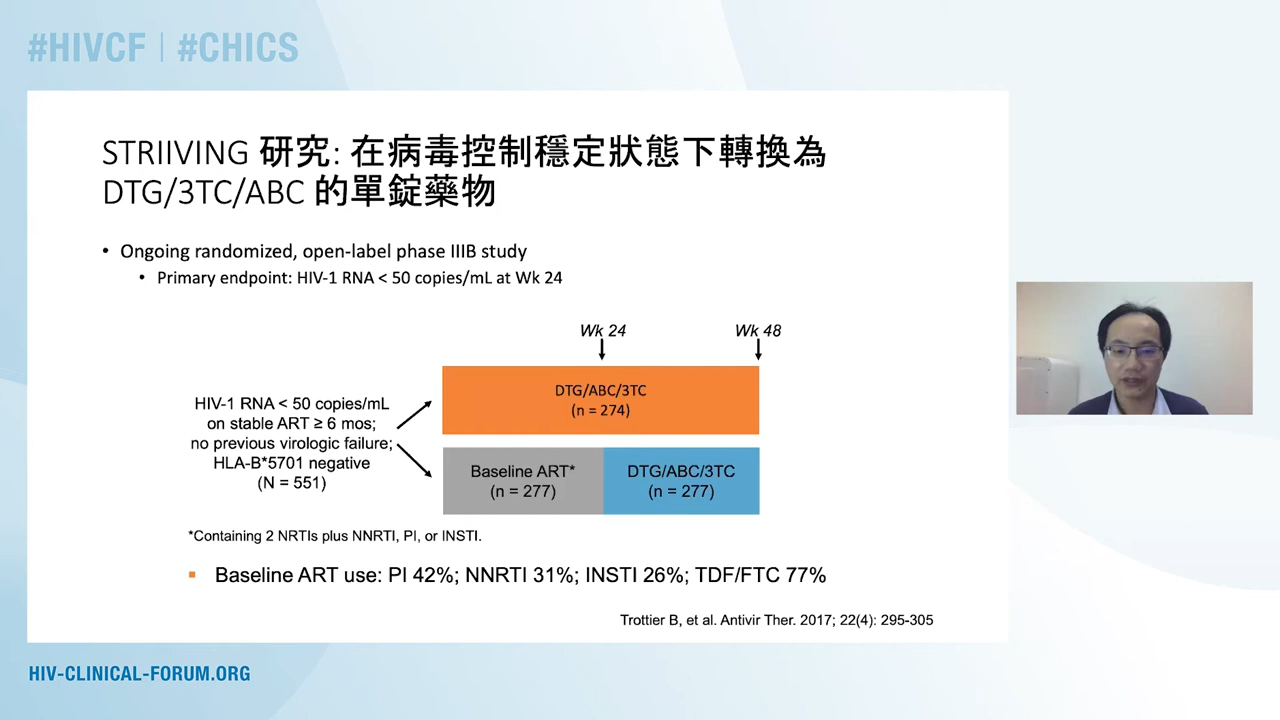 #HIVCF | #CHICS
STRIIVING 研究: 在病毒控制穩定狀態下轉換為
DTG/3TC/ABC 的單錠藥物
• Ongoing randomized, open-label phase IIIB study
• Primary endpoint: HIV-1 RNA < 50 copies/mL at Wk 24
Wk 24
Wk 48
HIV-1 RNA < 50 copies/mL
on stable ART ≥ 6 mos;
no previous virologic failure;
HLA-B*5701 negative
(N = 551)
DTG/ABC/3TC
(n = 274)
Baseline ART*
(n = 277)
DTG/ABC/3TC
(n = 277)
*Containing 2 NRTIs plus NNRTI, PI, or INSTI.
▪ Baseline ART use: PI 42%; NNRTI 31%; INSTI 26%; TDF/FTC 77%
Trottier B, et al. Antivir Ther. 2017; 22(4): 295-305
HIV-CLINICAL-FORUM.ORG